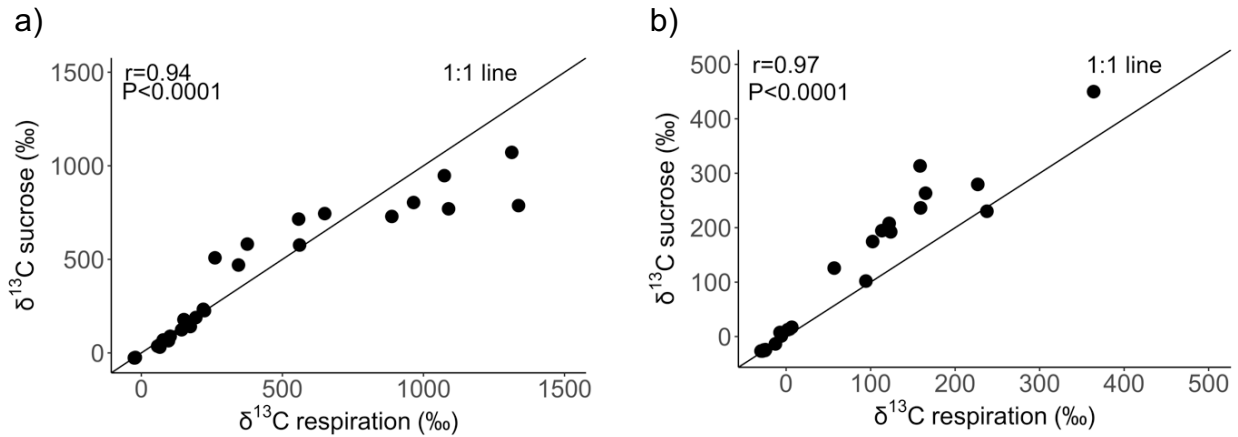 a)
r=0.94
P<0.0001
1:1 line
1500
1000
500
0
δ¹³C sucrose (‰)
0 500 1000 1500
δ¹³C respiration (‰)
b)
r=0.97
P<0.0001
1:1 line
500
400
300
200
100
0
δ¹³C sucrose (‰)
0 100 200 300 400 500
δ¹³C respiration (‰)